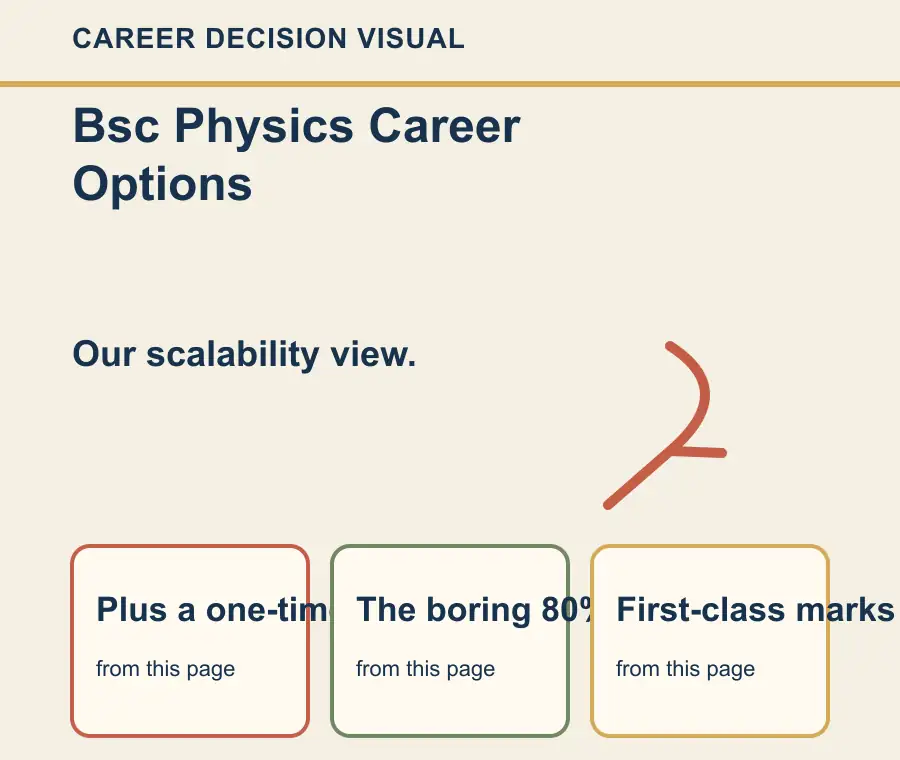 CAREER DECISION VISUAL
Bsc Physics Career
Options
Our scalability view.
Plus a one-tim
The boring 80%
First-class marks
from this page
from this page
from this page